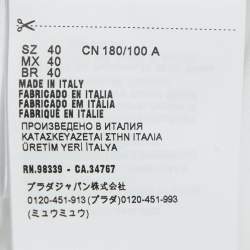 SZ 40 CN 180/100 A
MX 40
BR 40
MADE IN ITALY
FABRICADO EN ITALIA
FABRICADO EM ITÁLIA
FABRIQUÉ EN ITALIE
ПРОИЗВЕДЕНО В ИТАЛИЯ
ΚΑΤΑΣΚΕΥΑΖΕΤΑΙ ΣΤΗΝ ΙΤΑΛΙΑ
ÜRETİM YERİ İTALYA
RN.98339 - CA.34767
プラダジャパン株式会社
0120-451-913 (プラダ) 0120-451-993
(ミュウミュウ)